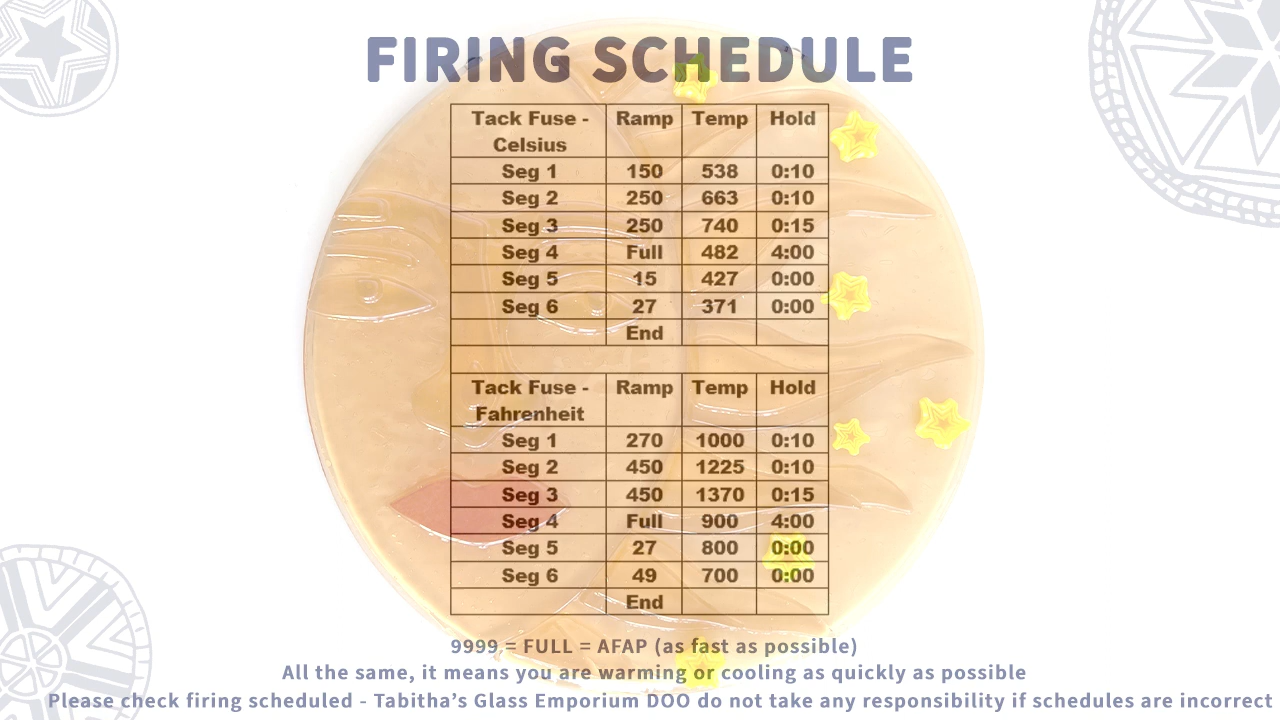 FIRING SCHEDULE
Tack Fuse - Celsius Ramp Temp Hold
Seg 1 150 538 0:10
Seg 2 250 663 0:10
Seg 3 250 740 0:15
Seg 4 Full 482 4:00
Seg 5 15 427 0:00
Seg 6 27 371 0:00
End
Tack Fuse - Fahrenheit Ramp Temp Hold
Seg 1 270 1000 0:10
Seg 2 450 1225 0:10
Seg 3 450 1370 0:15
Seg 4 Full 900 4:00
Seg 5 27 800 0:00
Seg 6 49 700 0:00
End
9999 = FULL = AFAP (as fast as possible)
All the same, it means you are warming or cooling as quickly as possible
Please check firing scheduled - Tabitha’s Glass Emporium DOO do not take any responsibility if schedules are incorrect